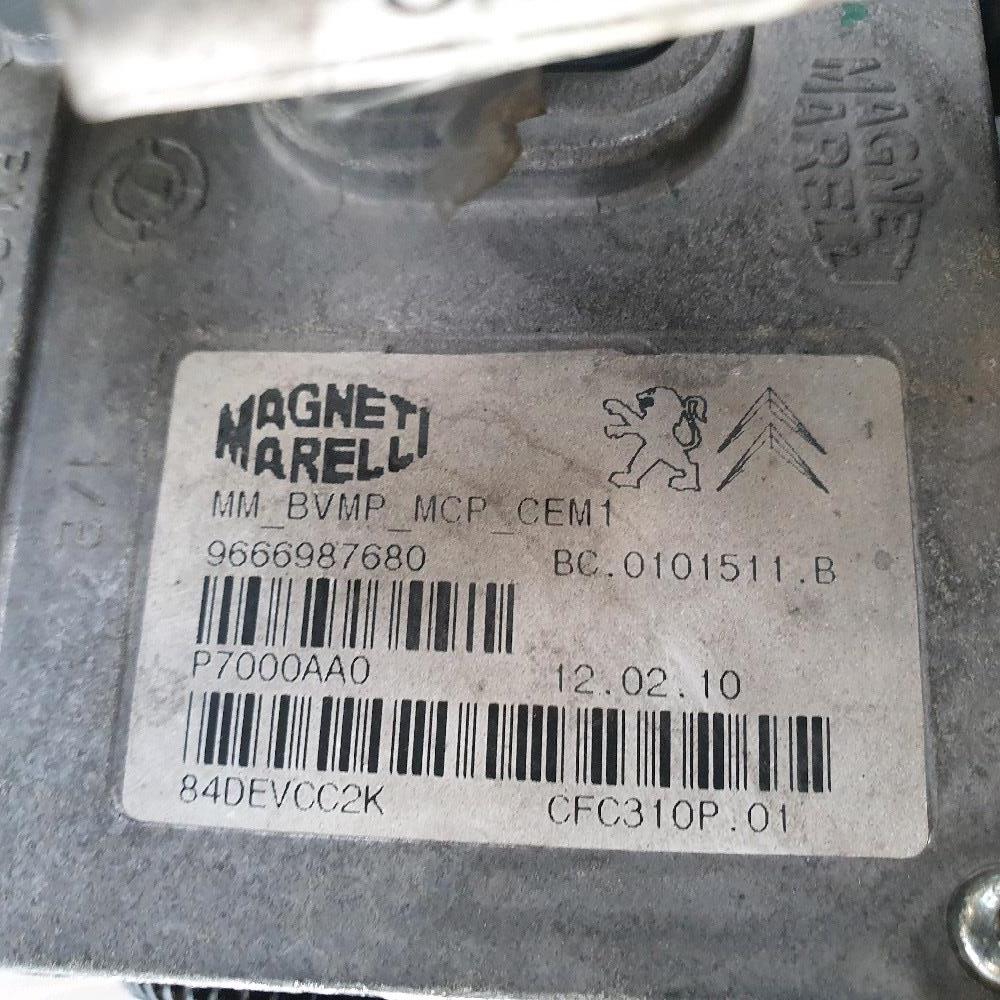 MAGNETI
MARELLI
MAGNETI
MARELLI
MM_BVMP_MCP_CEM1
9666987680 BC.0101511.B
P7000AA0 12.02.10
84DEVCC2K CFC310P.01